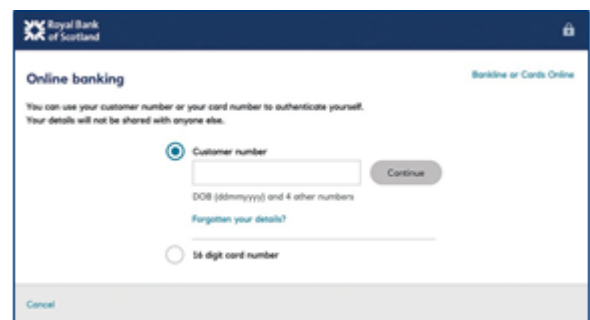 Royal Bank
of Scotland
Online banking
Bankline or Cards Online
You can use your customer number or your card number to authenticate yourself.
Your details will not be shared with anyone else.
Customer number
Continue
DOB (ddmmyyyy) and 4 other numbers
Forgotten your details?
16 digit card number
Cancel